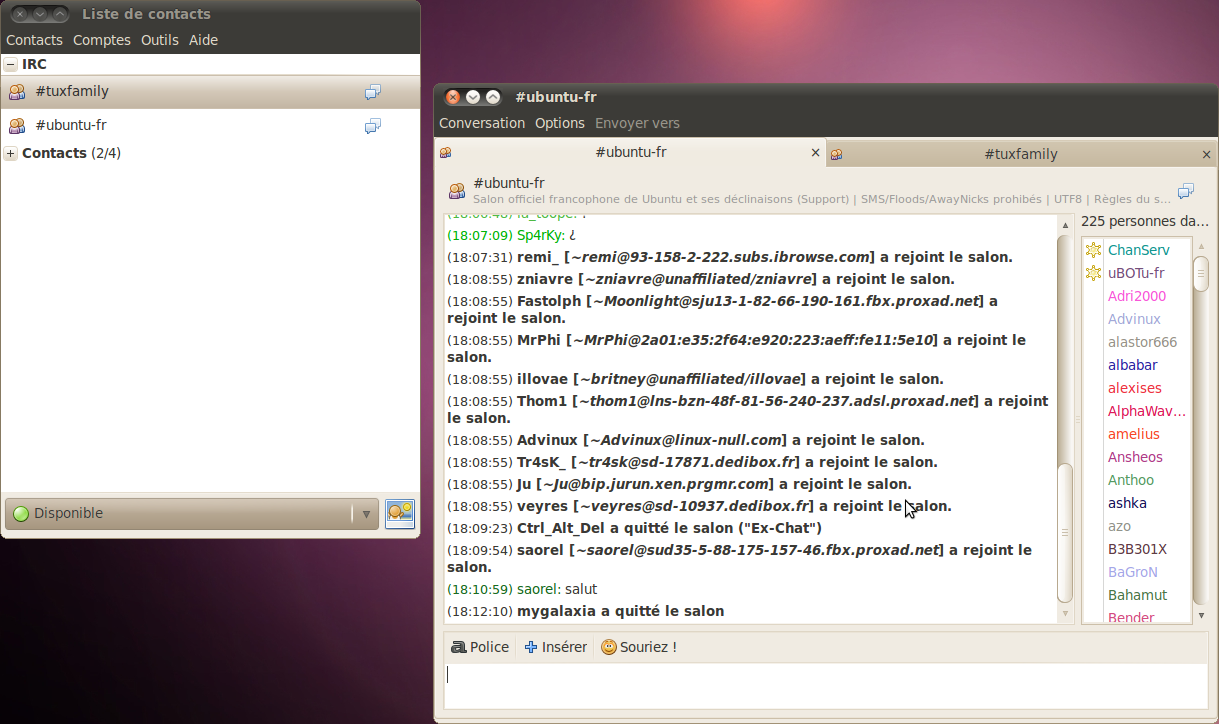 Liste de contacts
Contacts Comptes Outils Aide
IRC
#tuxfamily
#ubuntu-fr
Contacts (2/4)
Disponible
#ubuntu-fr
Conversation Options Envoyer vers
#ubuntu-fr
#tuxfamily
#ubuntu-fr
Salon officiel francophone de Ubuntu et ses déclinaisons (Support) | SMS/Floods/AwayNicks prohibés | UTF8 | Règles du s...
(18:07:09) Sp4rKy: ¿
(18:07:31) remi_ [~remi@93-158-2-222.subs.ibrowse.com] a rejoint le salon.
(18:08:55) zniavre [~zniavre@unaffiliated/zniavre] a rejoint le salon.
(18:08:55) Fastolph [~Moonlight@sju13-1-82-66-190-161.fbx.proxad.net] a
rejoint le salon.
(18:08:55) MrPhi [~MrPhi@2a01:e35:2f64:e920:223:aeff:fe11:5e10] a rejoint le
salon.
(18:08:55) illovae [~britney@unaffiliated/illovae] a rejoint le salon.
(18:08:55) Thom1 [~thom1@lns-bzn-48f-81-56-240-237.adsl.proxad.net] a rejoint
le salon.
(18:08:55) Advinux [~Advinux@linux-null.com] a rejoint le salon.
(18:08:55) Tr4sK_ [~tr4sk@sd-17871.dedibox.fr] a rejoint le salon.
(18:08:55) Ju [~Ju@bip.jurun.xen.prgmr.com] a rejoint le salon.
(18:08:55) veyres [~veyres@sd-10937.dedibox.fr] a rejoint le salon.
(18:09:23) Ctrl_Alt_Del a quitté le salon ("Ex-Chat")
(18:09:54) saorel [~saorel@sud35-5-88-175-157-46.fbx.proxad.net] a rejoint le
salon.
(18:10:59) saorel: salut
(18:12:10) mygalaxia a quitté le salon
225 personnes da...
ChanServ
uBOTu-fr
Adri2000
Advinux
alastor666
albabar
alexises
AlphaWav...
amelius
Ansheos
Anthoo
ashka
azo
B3B301X
BaGroN
Bahamut
Bender
Police Insérer Souriez !